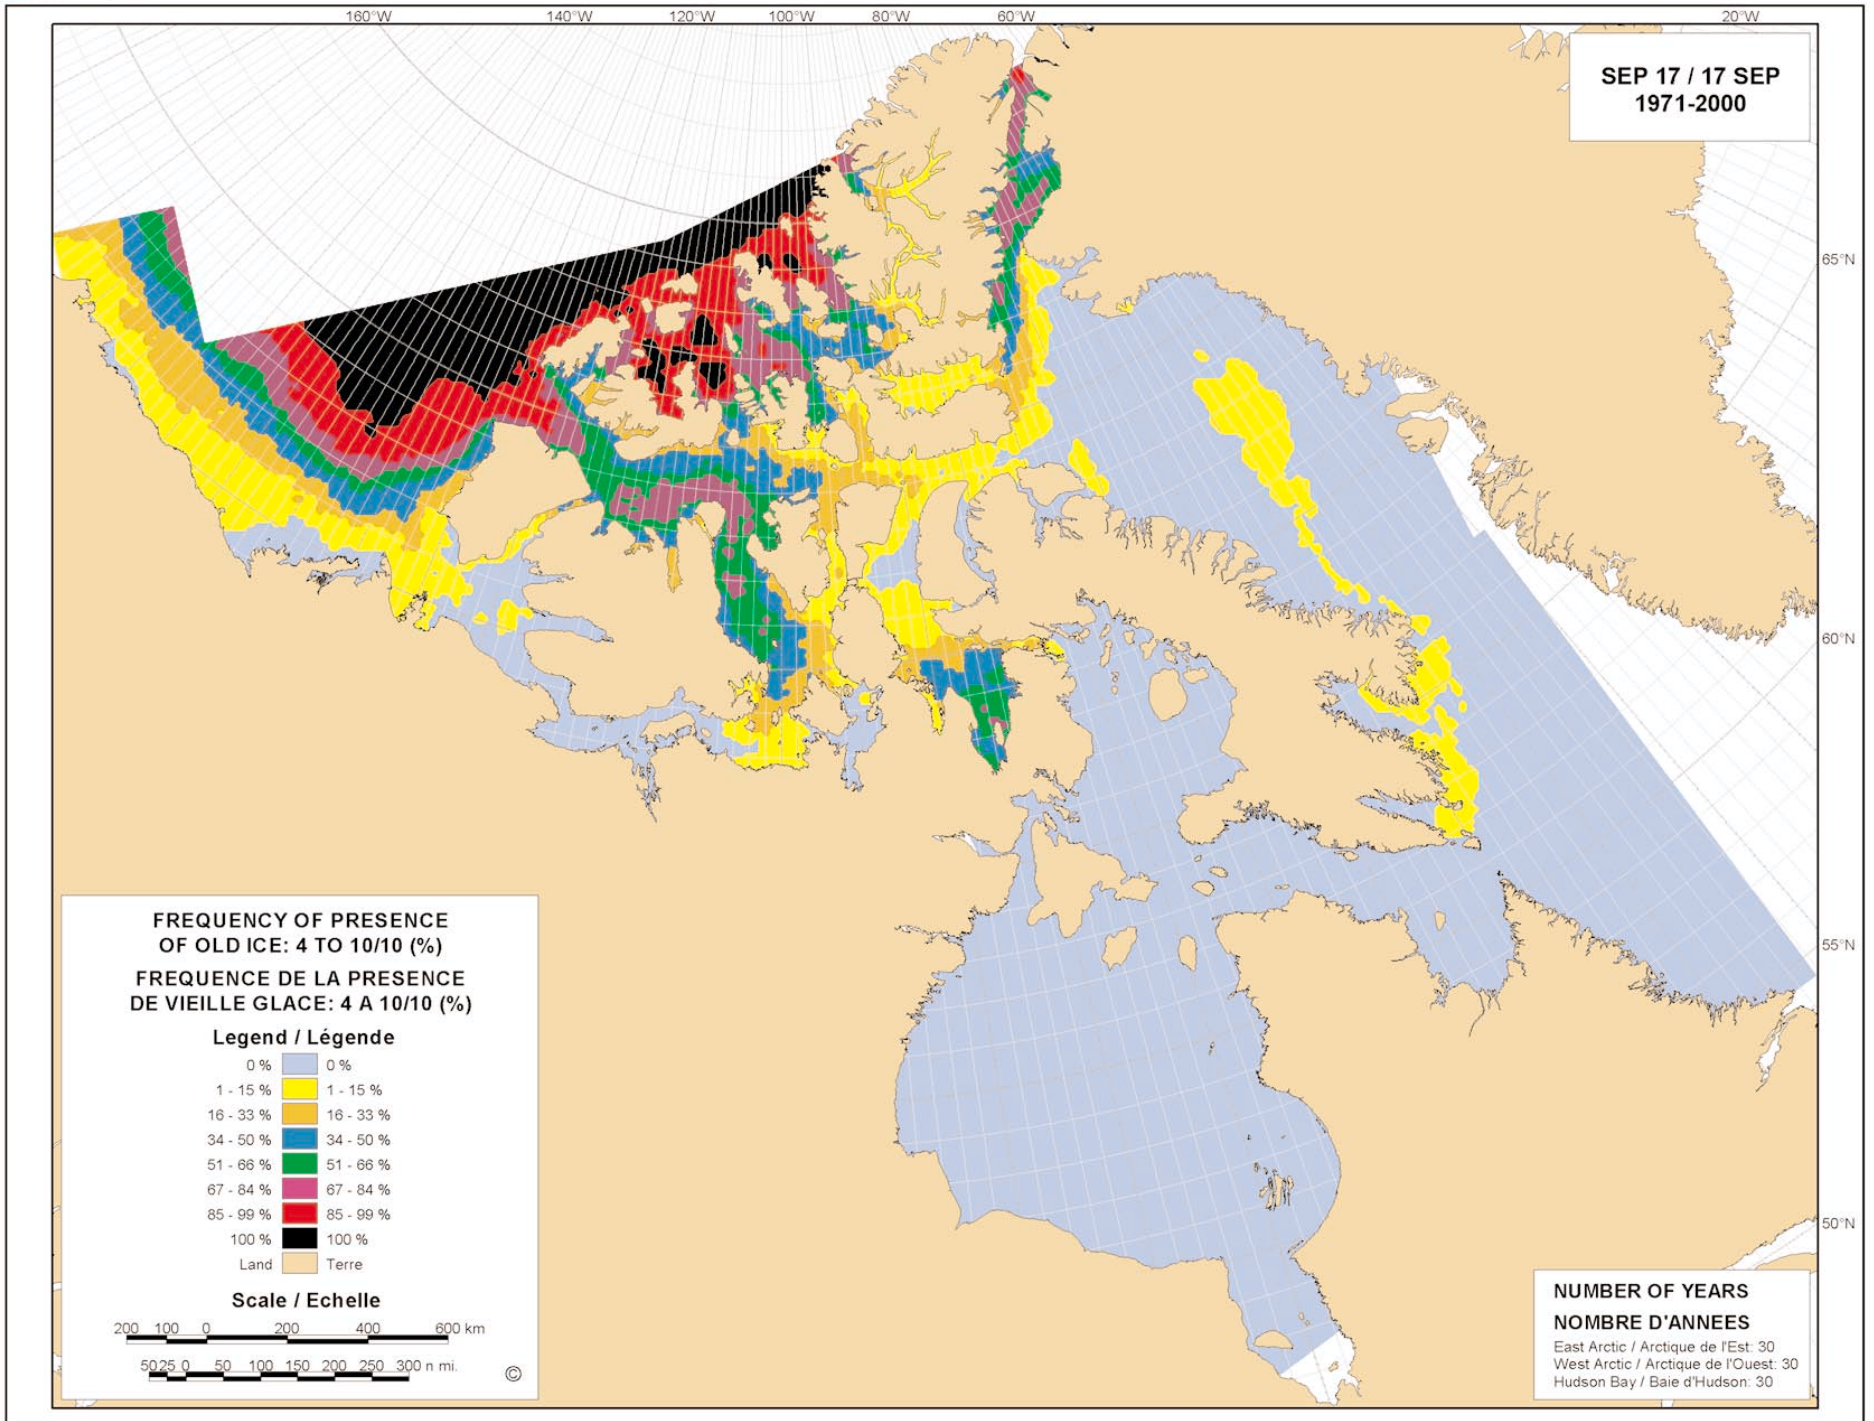 160°W 140°W 120°W 100°W 80°W 60°W 20°W
SEP 17 / 17 SEP
1971-2000
65°N
60°N
55°N
50°N
FREQUENCY OF PRESENCE
OF OLD ICE: 4 TO 10/10 (%)
FREQUENCE DE LA PRESENCE
DE VIEILLE GLACE: 4 A 10/10 (%)
Legend / Légende
0 % 0 %
1 - 15 % 1 - 15 %
16 - 33 % 16 - 33 %
34 - 50 % 34 - 50 %
51 - 66 % 51 - 66 %
67 - 84 % 67 - 84 %
85 - 99 % 85 - 99 %
100 % 100 %
Land Terre
Scale / Echelle
200 100 0 200 400 600 km
50 25 0 50 100 150 200 250 300 n mi.
©
NUMBER OF YEARS
NOMBRE D'ANNEES
East Arctic / Arctique de l'Est: 30
West Arctic / Arctique de l'Ouest: 30
Hudson Bay / Baie d'Hudson: 30